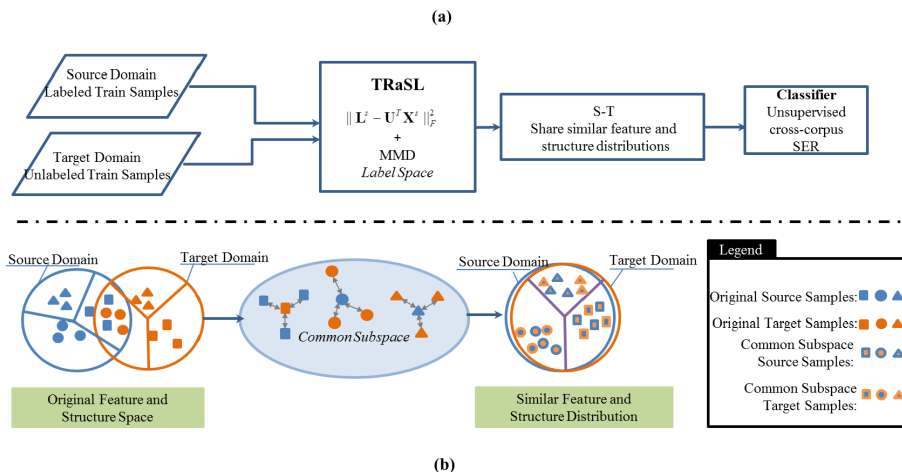 (a)
Source Domain
Labeled Train Samples
Target Domain
Unlabeled Train Samples
TRaSL
|| Lˢ − UᵀXˢ ||²_F
+
MMD
Label Space
S-T
Share similar feature and
structure distributions
Classifier
Unsupervised
cross-corpus
SER
Source Domain
Target Domain
Common Subspace
Source Domain
Target Domain
Original Feature and
Structure Space
Similar Feature and
Structure Distribution
Legend
Original Source Samples:
Original Target Samples:
Common Subspace
Source Samples:
Common Subspace
Target Samples:
(b)